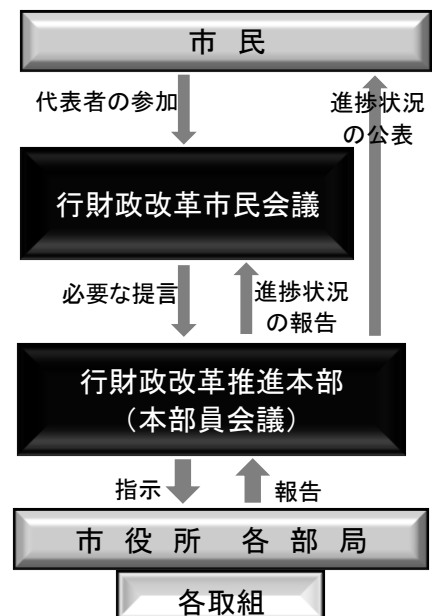 市 民
代表者の参加
進捗状況
の公表
行財政改革市民会議
必要な提言
進捗状況
の報告
行財政改革推進本部
（本部員会議）
指示
報告
市 役 所 各 部 局
各取組